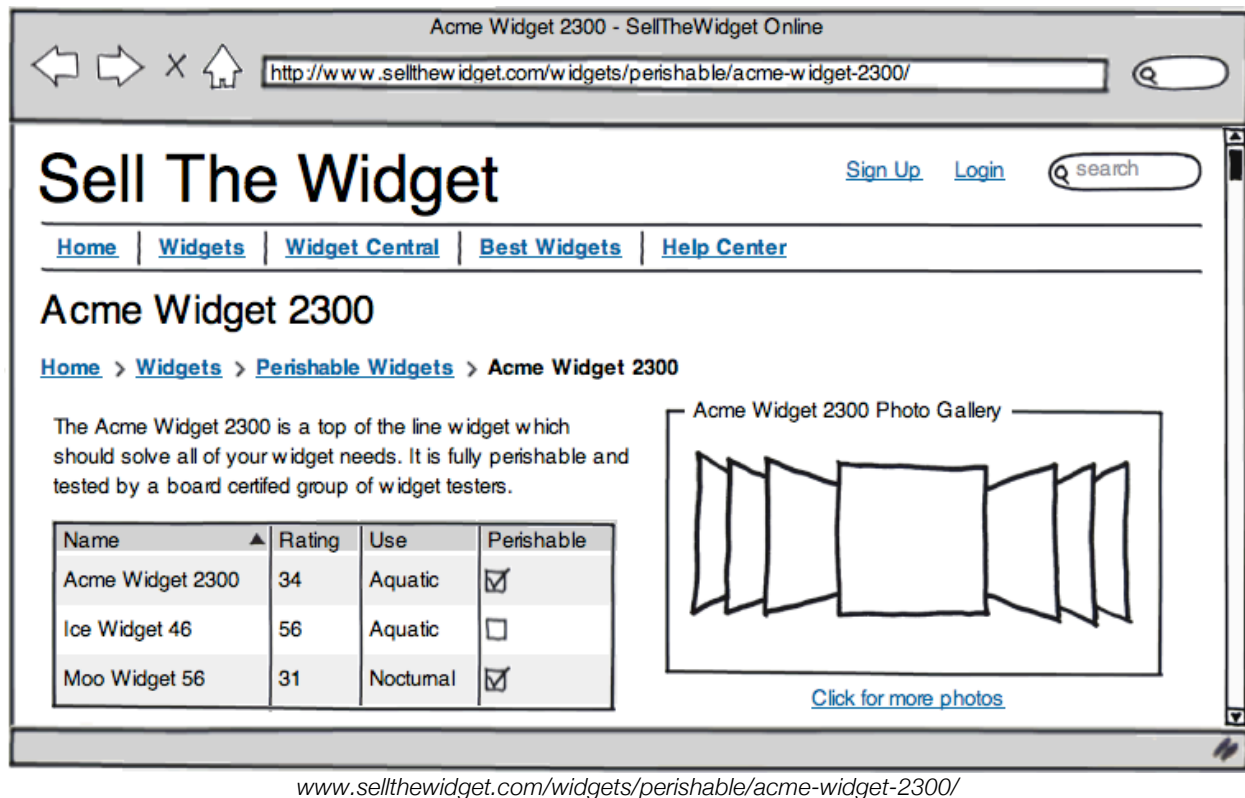 Acme Widget 2300 - SellTheWidget Online
http://www.sellthewidget.com/widgets/perishable/acme-widget-2300/
Sell The Widget
Sign Up Login search
Home Widgets Widget Central Best Widgets Help Center
Acme Widget 2300
Home > Widgets > Perishable Widgets > Acme Widget 2300
The Acme Widget 2300 is a top of the line widget which
should solve all of your widget needs. It is fully perishable and
tested by a board certifed group of widget testers.
Name Rating Use Perishable
Acme Widget 2300 34 Aquatic
Ice Widget 46 56 Aquatic
Moo Widget 56 31 Nocturnal
Acme Widget 2300 Photo Gallery
Click for more photos
www.sellthewidget.com/widgets/perishable/acme-widget-2300/